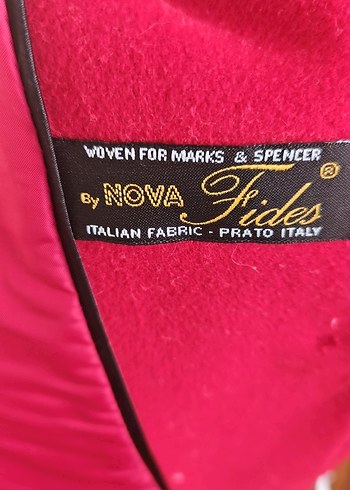 WOVEN FOR MARKS & SPENCER
By NOVA Fides®
ITALIAN FABRIC - PRATO ITALY